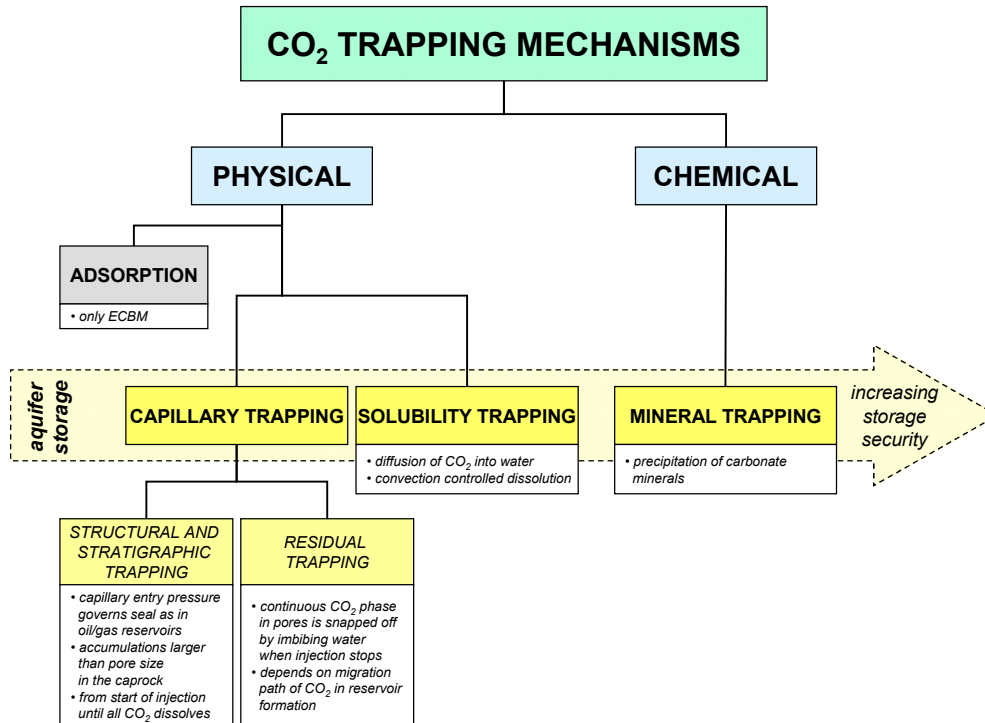 CO₂ TRAPPING MECHANISMS
PHYSICAL
CHEMICAL
ADSORPTION
• only ECBM
aquifer
storage
CAPILLARY TRAPPING
SOLUBILITY TRAPPING
• diffusion of CO₂ into water
• convection controlled dissolution
MINERAL TRAPPING
• precipitation of carbonate
minerals
increasing
storage
security
STRUCTURAL AND
STRATIGRAPHIC
TRAPPING
• capillary entry pressure
governs seal as in
oil/gas reservoirs
• accumulations larger
than pore size
in the caprock
• from start of injection
until all CO₂ dissolves
RESIDUAL
TRAPPING
• continuous CO₂ phase
in pores is snapped off
by imbibing water
when injection stops
• depends on migration
path of CO₂ in reservoir
formation